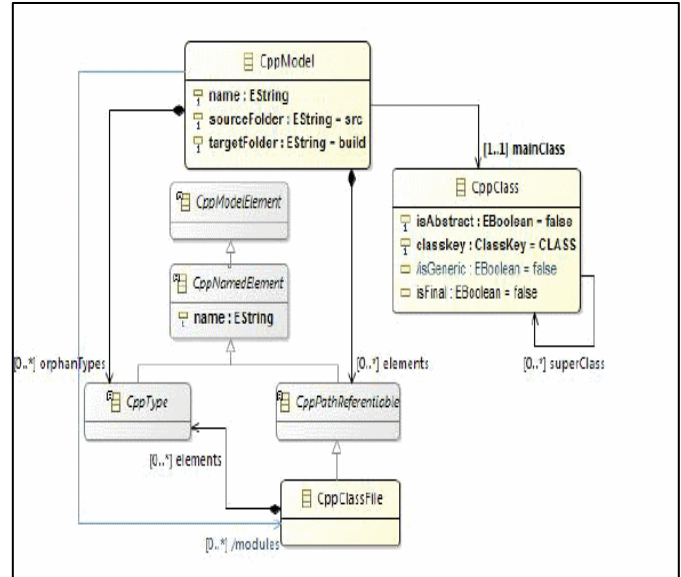 CppModel
name : EString
sourceFolder : EString = src
targetFolder : EString = build
[1..1] mainClass
CppClass
isAbstract : EBoolean = false
classkey : ClassKey = CLASS
/isGeneric : EBoolean = false
isFinal : EBoolean = false
[0..*] superClass
CppModelElement
CppNamedElement
name : EString
[0..*] orphanTypes
[0..*] elements
CppType
CppPathReferentiable
[0..*] elements
CppClassFile
[0..*] /modules